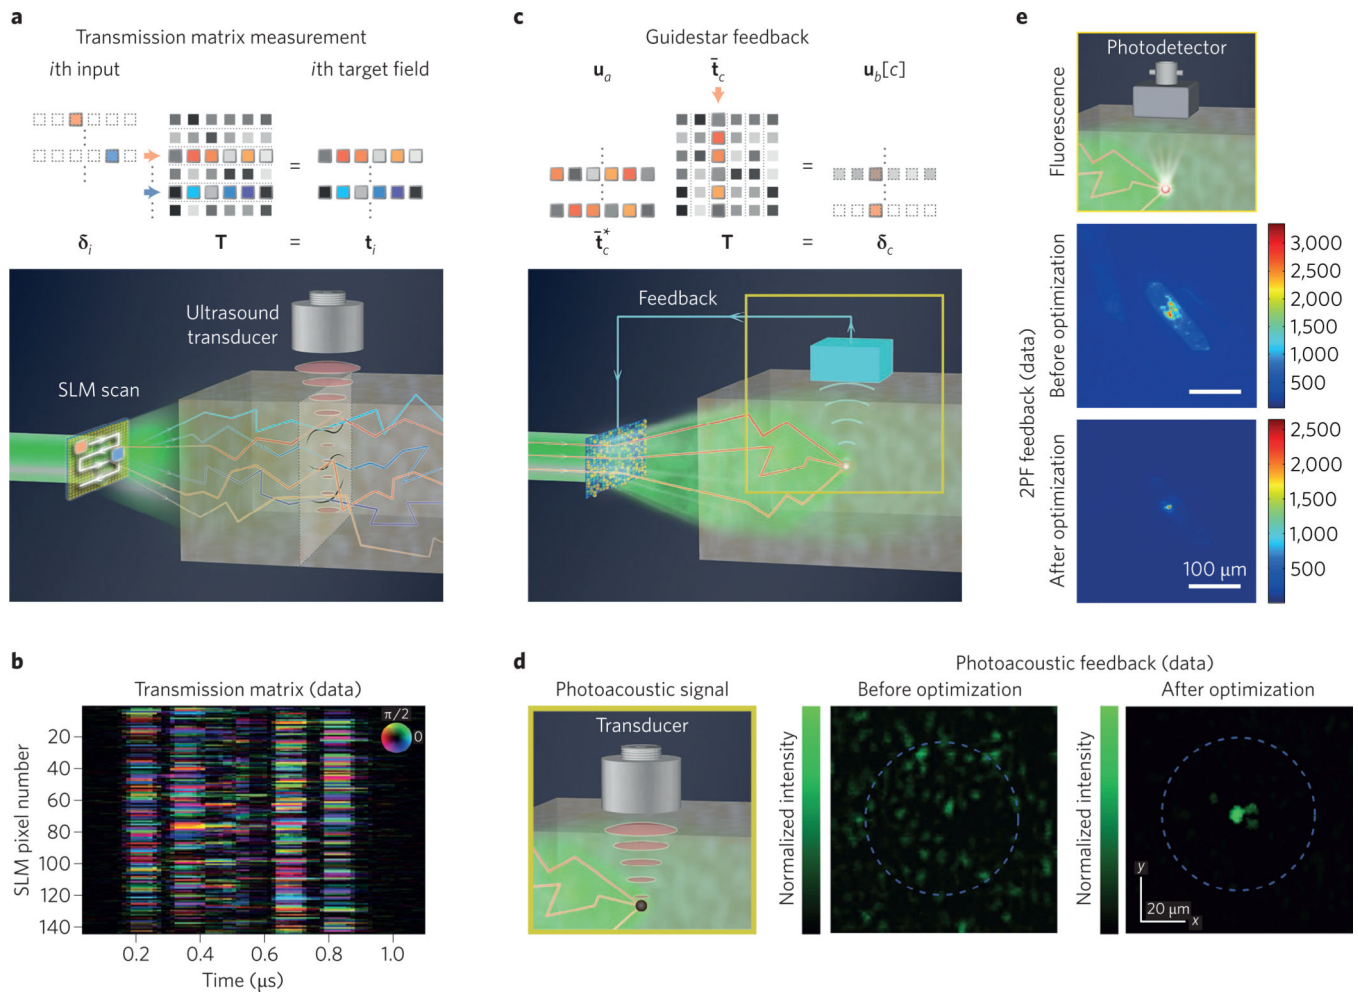 a
Transmission matrix measurement
ith input
ith target field
=
δi
T
=
ti
Ultrasound
transducer
SLM scan
b
Transmission matrix (data)
π/2
0
SLM pixel number
20
40
60
80
100
120
140
0.2
0.4
0.6
0.8
1.0
Time (μs)
c
Guidestar feedback
ua
t̄c
ub[c]
=
t̄c*
T
=
δc
Feedback
d
Photoacoustic signal
Transducer
Photoacoustic feedback (data)
Before optimization
After optimization
Normalized intensity
Normalized intensity
y
20 μm
x
e
Photodetector
Fluorescence
2PF feedback (data)
Before optimization
3,000
2,500
2,000
1,500
1,000
500
After optimization
100 μm
2,500
2,000
1,500
1,000
500